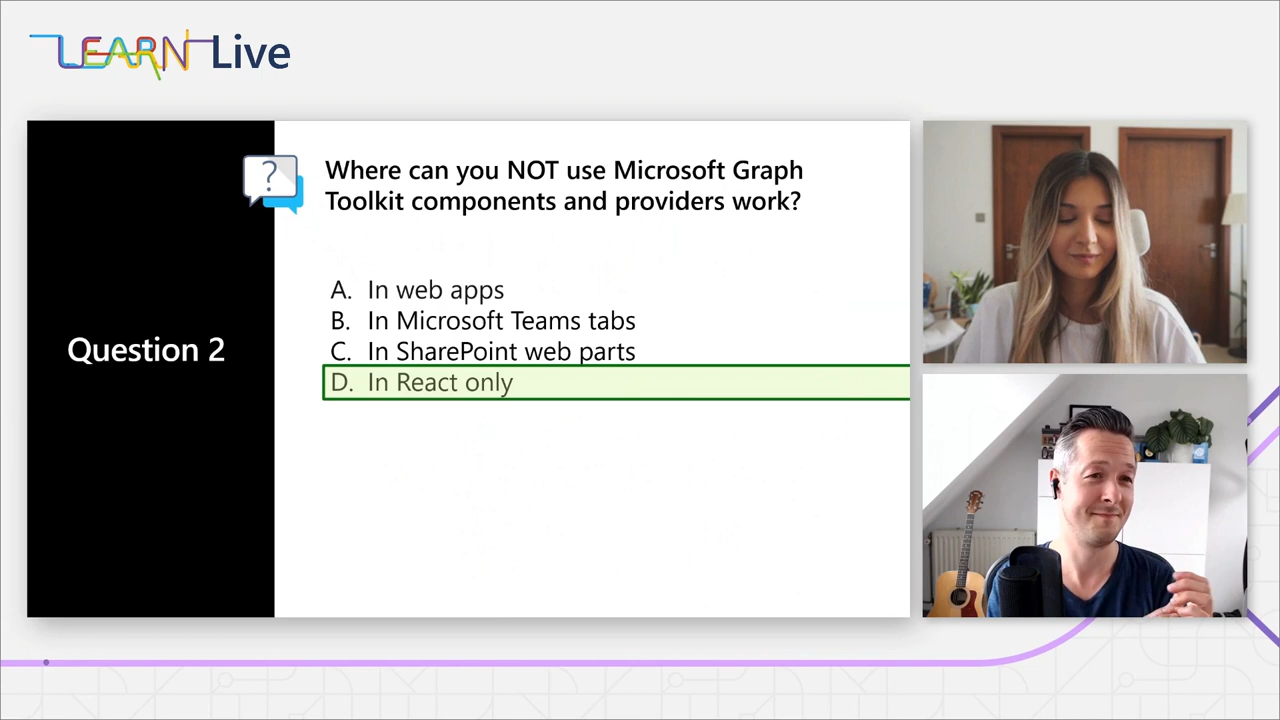 LEARN Live
?
Where can you NOT use Microsoft Graph
Toolkit components and providers work?
A. In web apps
B. In Microsoft Teams tabs
C. In SharePoint web parts
D. In React only
Question 2